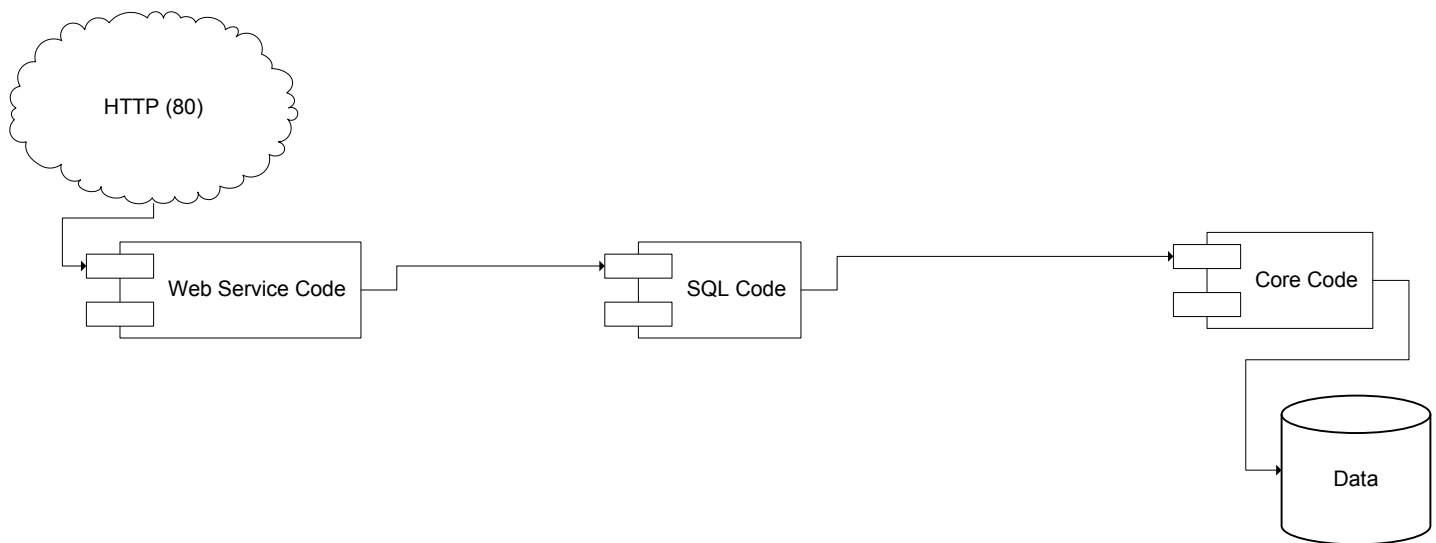 HTTP (80)
Web Service Code
SQL Code
Core Code
Data